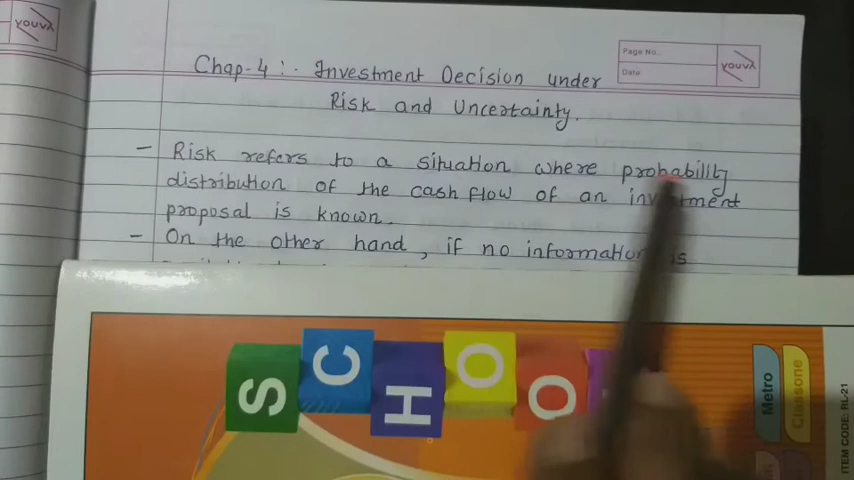 youva
Page No..
Date
youva
Chap-4 :- Investment Decision under
Risk and Uncertainty.
- Risk refers to a situation where probability
distribution of the cash flow of an investment
proposal is known.
- On the other hand, if no information is
SCHOO
Metro
Classone
ITEM CODE: RL-21